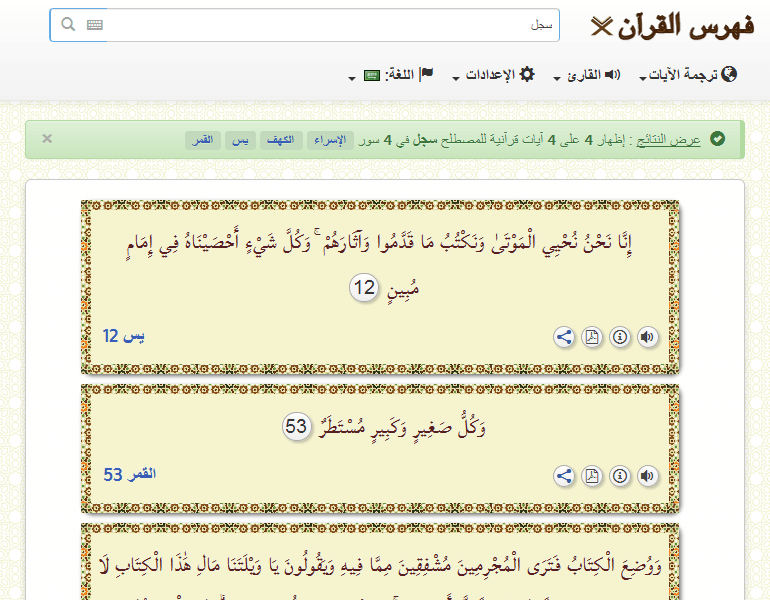 فهرس القرآن
سجل
ترجمة الآيات
القارئ
الإعدادات
اللغة:
عرض النتائج : إظهار 4 على 4 آيات قرآنية للمصطلح سجل في 4 سور الإسراء الكهف يس القمر
إِنَّا نَحْنُ نُحْيِي الْمَوْتَىٰ وَنَكْتُبُ مَا قَدَّمُوا وَآثَارَهُمْ ۚ وَكُلَّ شَيْءٍ أَحْصَيْنَاهُ فِي إِمَامٍ
مُبِينٍ 12
يس 12
وَكُلُّ صَغِيرٍ وَكَبِيرٍ مُسْتَطَرٌ 53
القمر 53
وَوُضِعَ الْكِتَابُ فَتَرَى الْمُجْرِمِينَ مُشْفِقِينَ مِمَّا فِيهِ وَيَقُولُونَ يَا وَيْلَتَنَا مَالِ هَٰذَا الْكِتَابِ لَا